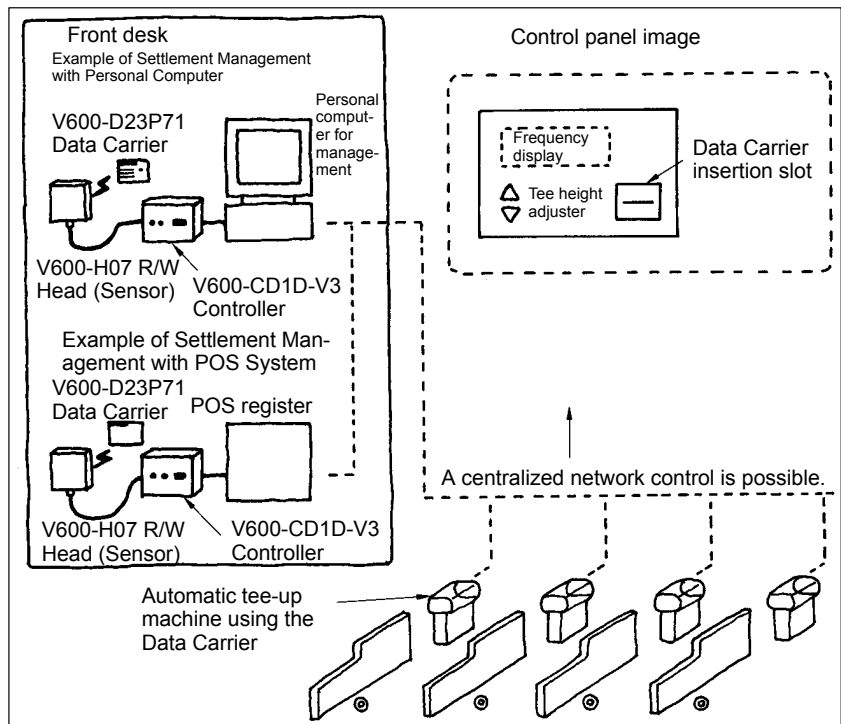 Front desk
Example of Settlement Management
with Personal Computer
V600-D23P71
Data Carrier
Personal
comput-
er for
manage-
ment
V600-H07 R/W
Head (Sensor)
V600-CD1D-V3
Controller
Example of Settlement Man-
agement with POS System
V600-D23P71
Data Carrier
POS register
V600-H07 R/W
Head (Sensor)
V600-CD1D-V3
Controller
Control panel image
Frequency
display
Tee height
adjuster
Data Carrier
insertion slot
A centralized network control is possible.
Automatic tee-up
machine using the
Data Carrier